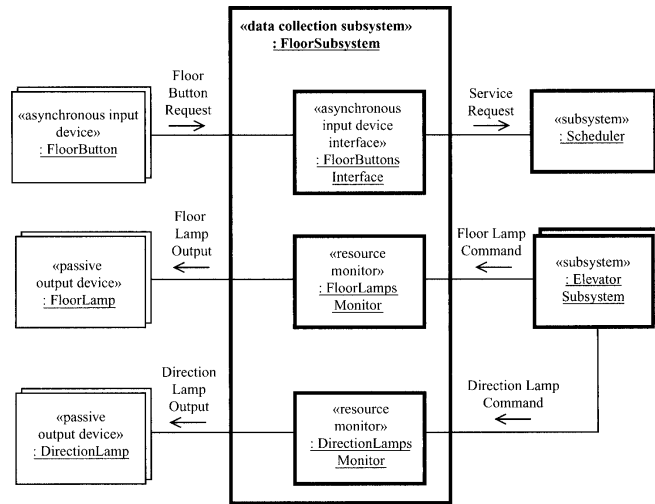 «data collection subsystem»
: FloorSubsystem
Floor
Button
Request
«asynchronous input
device»
: FloorButton
«asynchronous
input device
interface»
: FloorButtons
Interface
Service
Request
«subsystem»
: Scheduler
Floor
Lamp
Output
«passive
output device»
: FloorLamp
«resource
monitor»
: FloorLamps
Monitor
Floor Lamp
Command
«subsystem»
: Elevator
Subsystem
Direction
Lamp
Output
«passive
output device»
: DirectionLamp
«resource
monitor»
: DirectionLamps
Monitor
Direction Lamp
Command